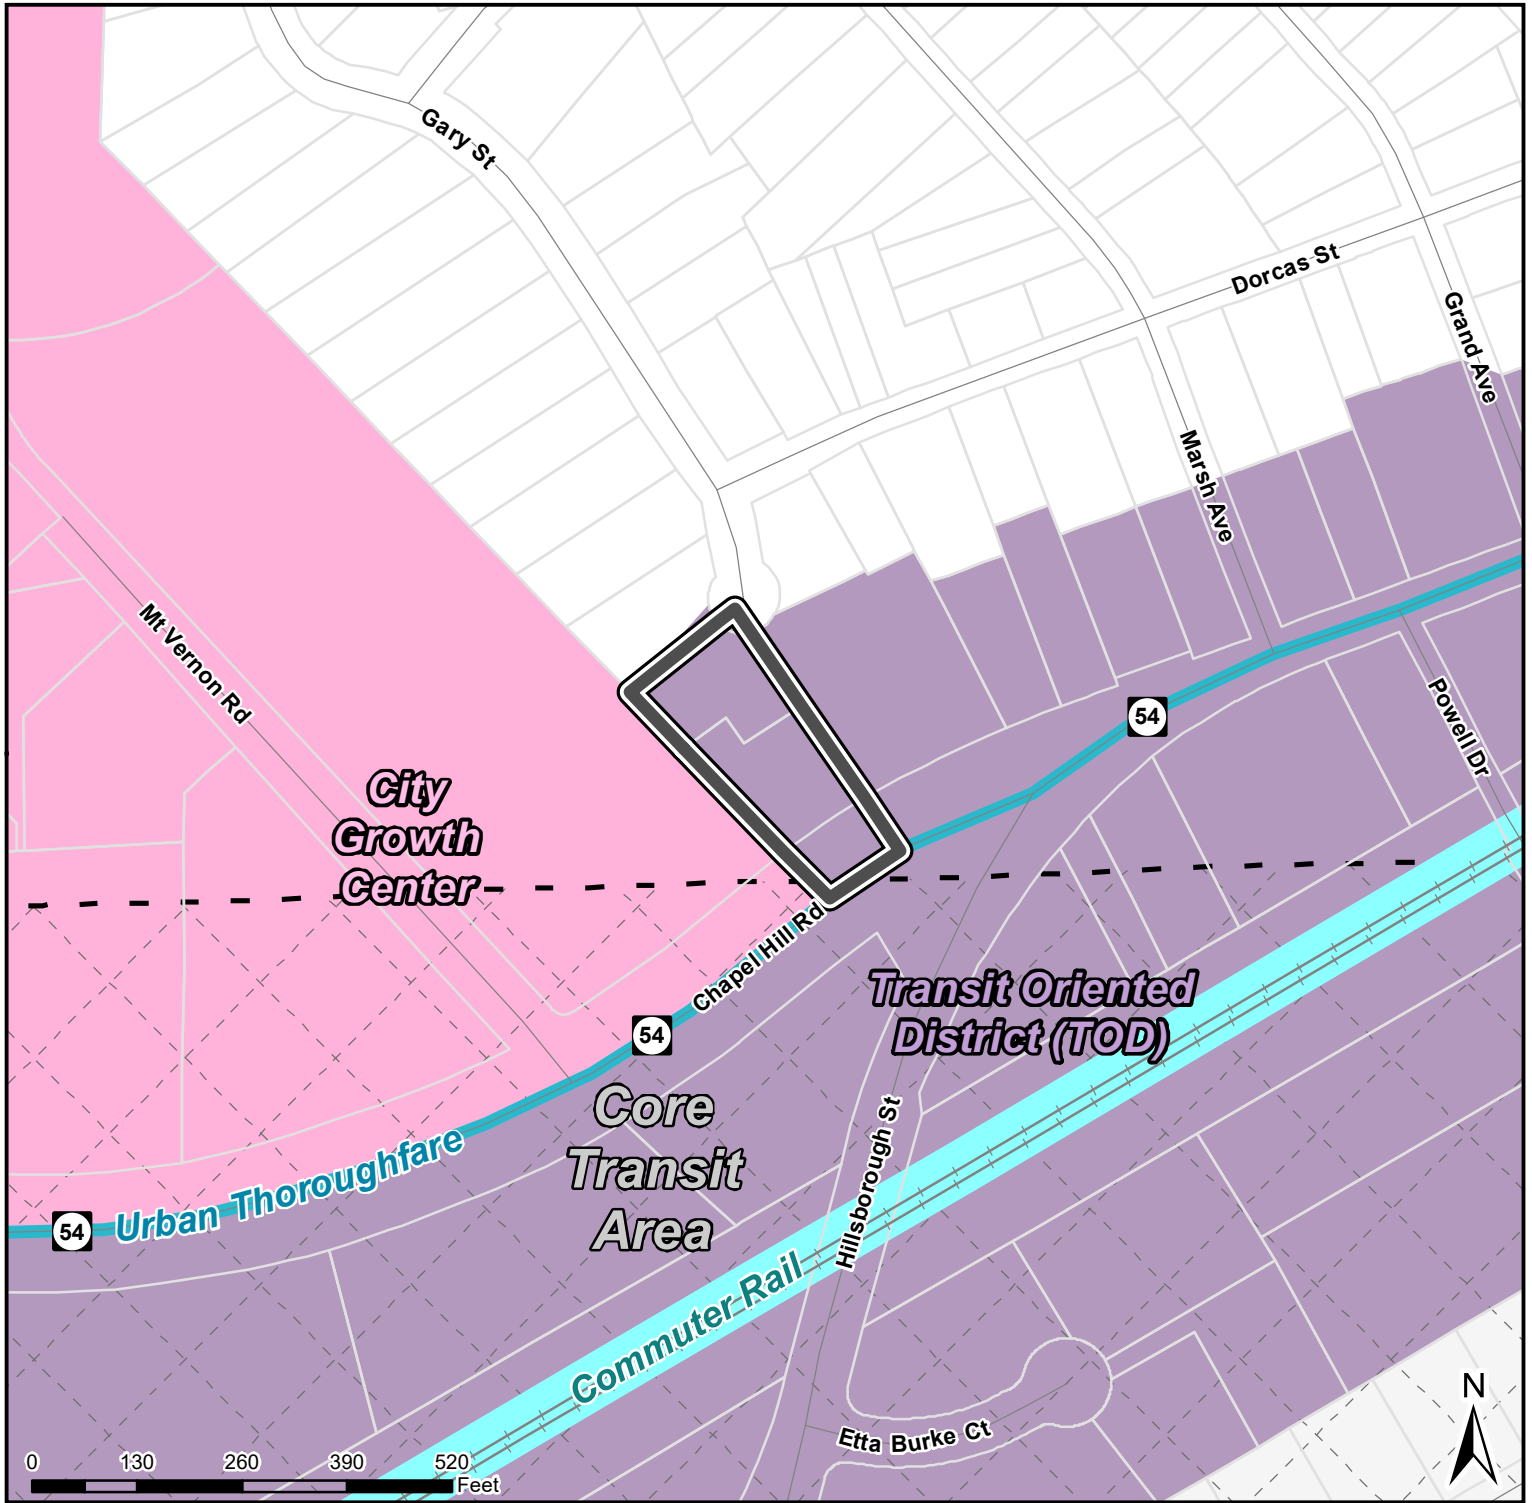 Gary St
Dorcas St
Grand Ave
Marsh Ave
Mt Vernon Rd
Powell Dr
54
City
Growth
Center
Chapel Hill Rd
Transit Oriented
District (TOD)
54
Core
Transit
Area
Hillsborough St
Urban Thoroughfare
54
Commuter Rail
Etta Burke Ct
N
0 130 260 390 520
Feet